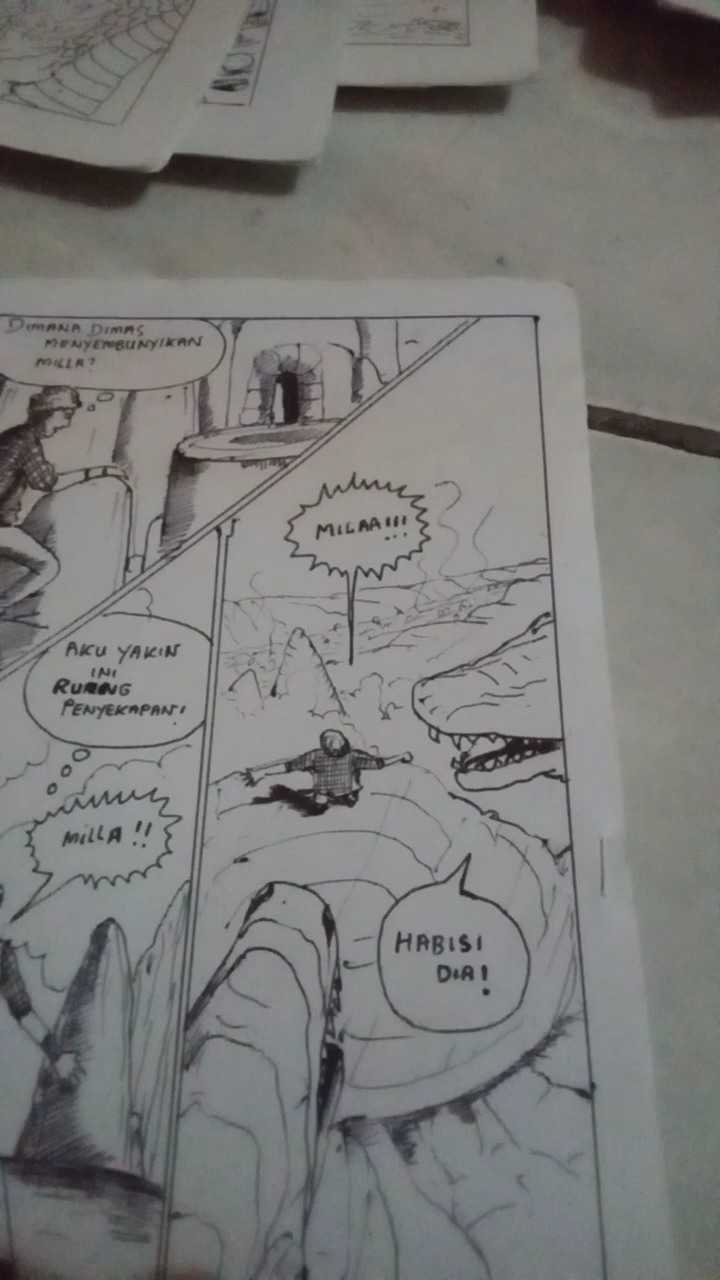 DIMANA DIMAS
MENYEMBUNYIKAN
MILLA?
AKU YAKIN
INI
RUANG
PENYEKAPAN!
MILLA !!
MILAA!!!
HABISI
DIA!